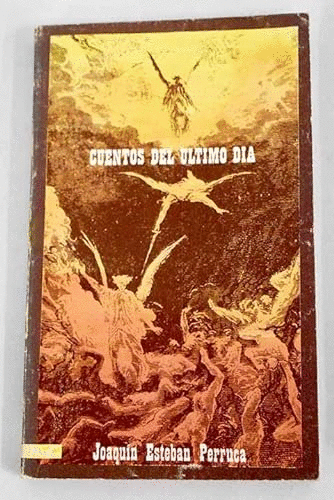 CUENTOS DEL ULTIMO DIA
Joaquín Esteban Perruca